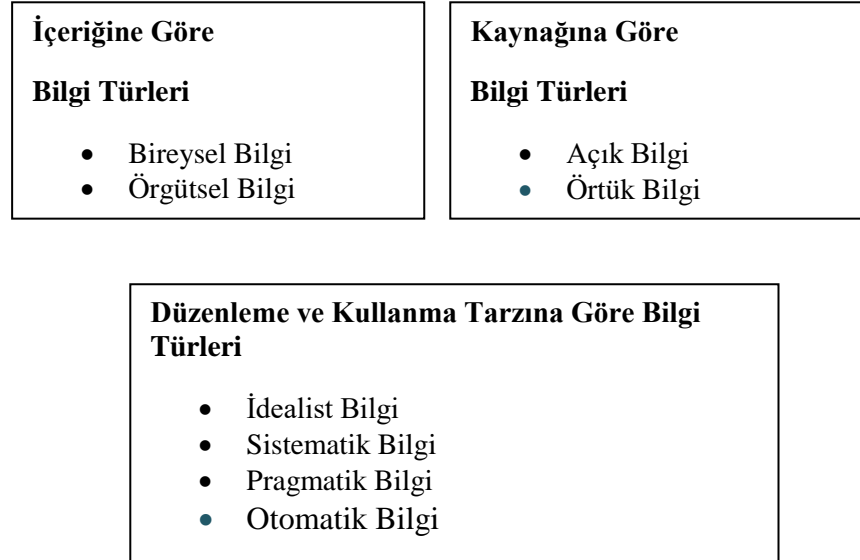 İçeriğine Göre
Bilgi Türleri
• Bireysel Bilgi
• Örgütsel Bilgi
Kaynağına Göre
Bilgi Türleri
• Açık Bilgi
• Örtük Bilgi
Düzenleme ve Kullanma Tarzına Göre Bilgi
Türleri
• İdealist Bilgi
• Sistematik Bilgi
• Pragmatik Bilgi
• Otomatik Bilgi